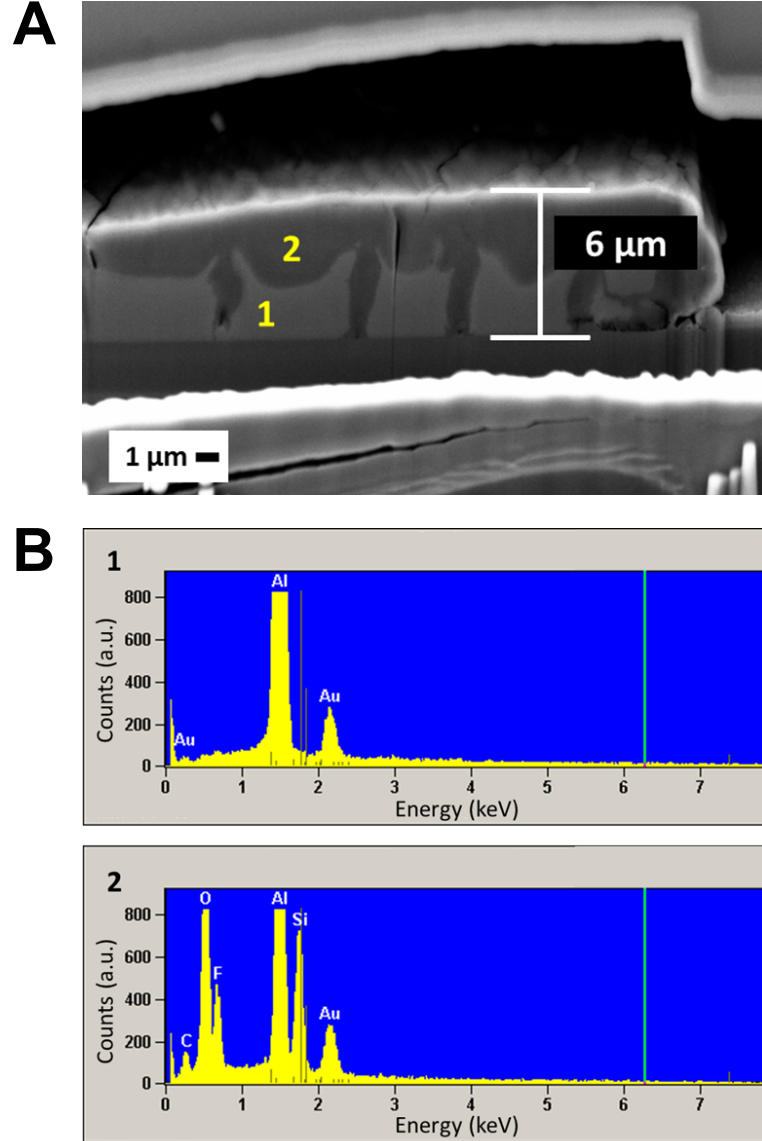 A
2
6 μm
1
1 μm
B
1
Al
800
600
Counts (a.u.)
400
Au
200
Au
0
0 1 2 3 4 5 6 7
Energy (keV)
2
O Al
Si
800
600
Counts (a.u.)
F
400
Au
200
C
0
0 1 2 3 4 5 6 7
Energy (keV)